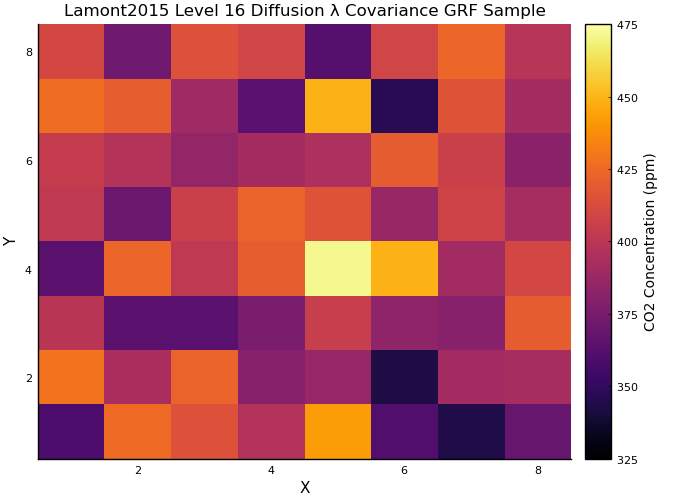 Lamont2015 Level 16 Diffusion λ Covariance GRF Sample
8
6
4
2
Y
2 4 6 8
X
475
450
425
400
375
350
325
CO2 Concentration (ppm)